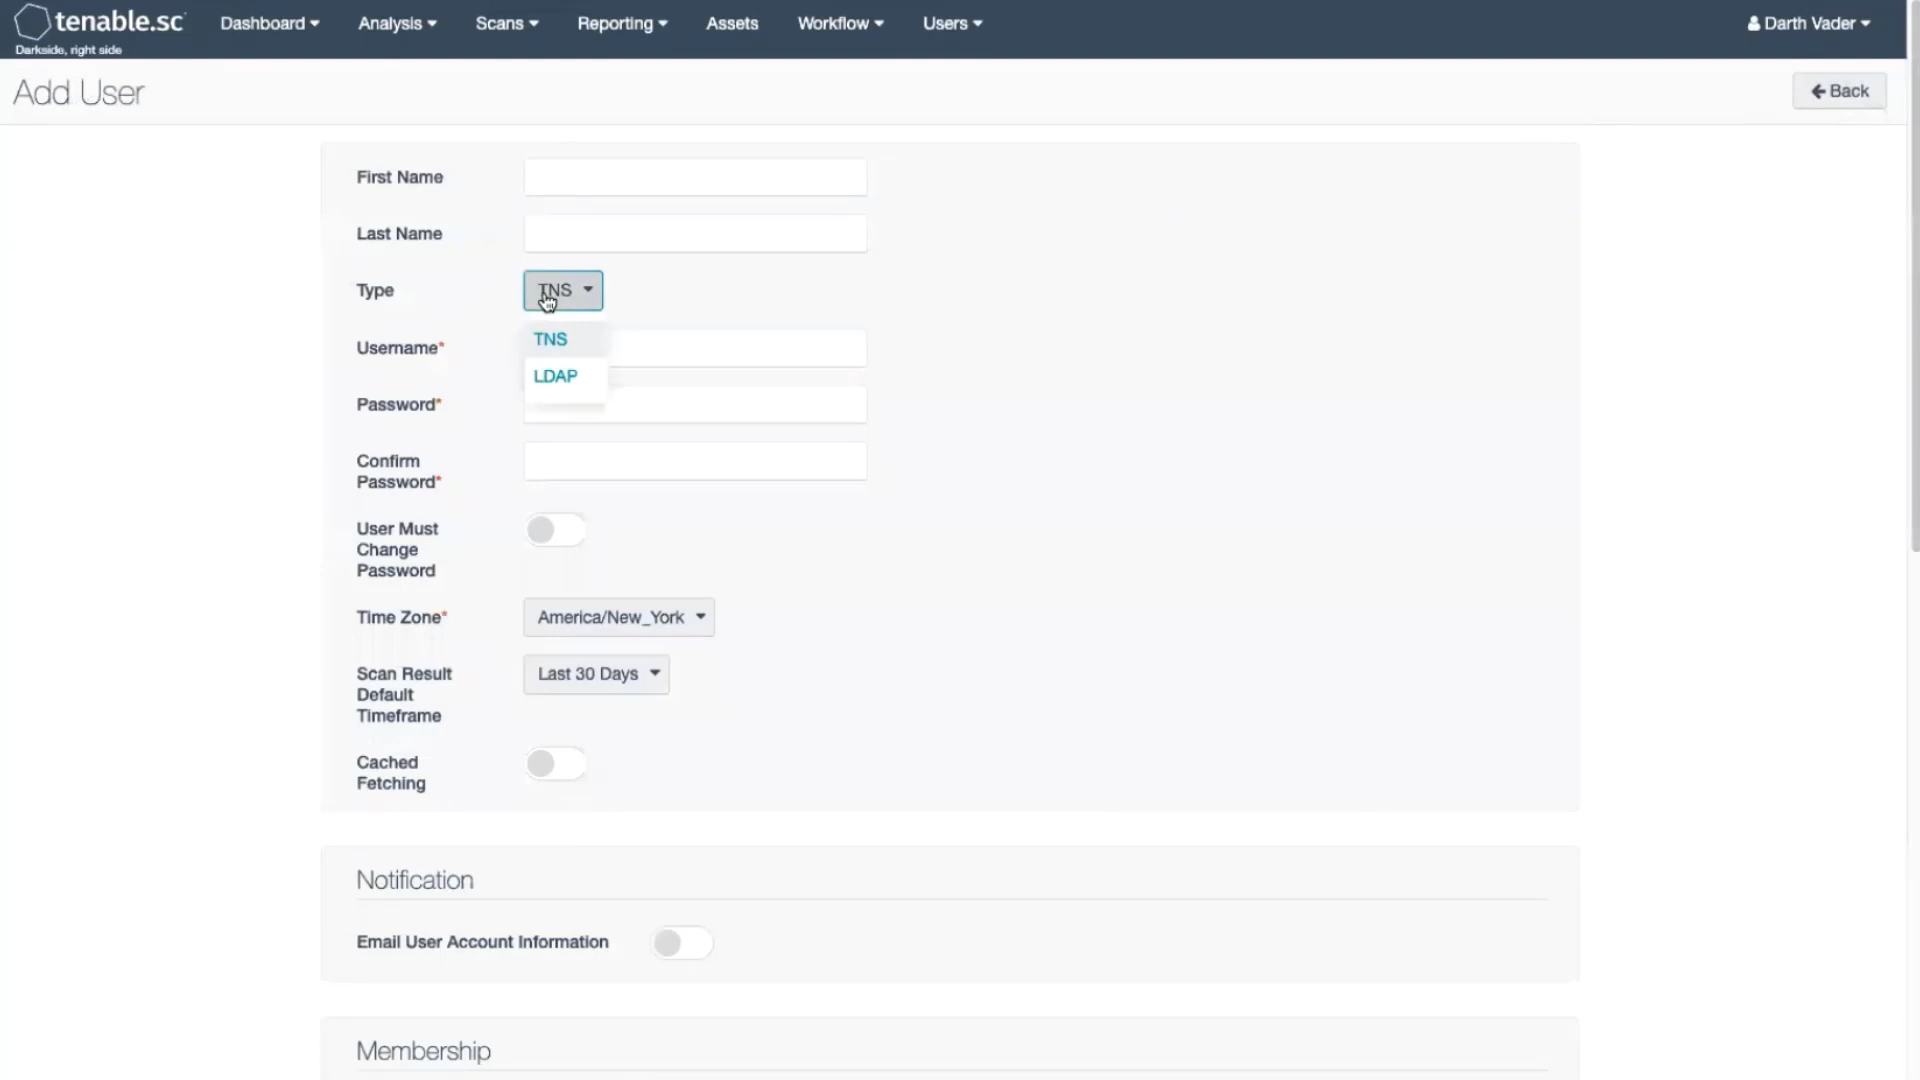 tenable.sc
Darkside, right side
Dashboard Analysis Scans Reporting Assets Workflow Users Darth Vader
Add User
Back
First Name
Last Name
Type TNS
TNS
Username*
LDAP
Password*
Confirm
Password*
User Must
Change
Password
Time Zone* America/New_York
Scan Result Last 30 Days
Default
Timeframe
Cached
Fetching
Notification
Email User Account Information
Membership